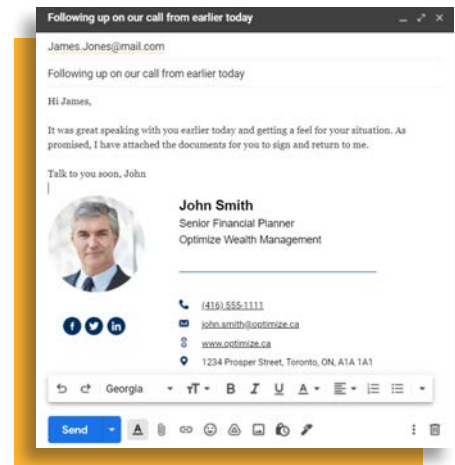 Following up on our call from earlier today
James.Jones@mail.com
Following up on our call from earlier today
Hi James,
It was great speaking with you earlier today and getting a feel for your situation. As
promised, I have attached the documents for you to sign and return to me.
Talk to you soon, John
John Smith
Senior Financial Planner
Optimize Wealth Management
(416) 555-1111
john.smith@optimize.ca
www.optimize.ca
1234 Prosper Street, Toronto, ON, A1A 1A1
Georgia
Send